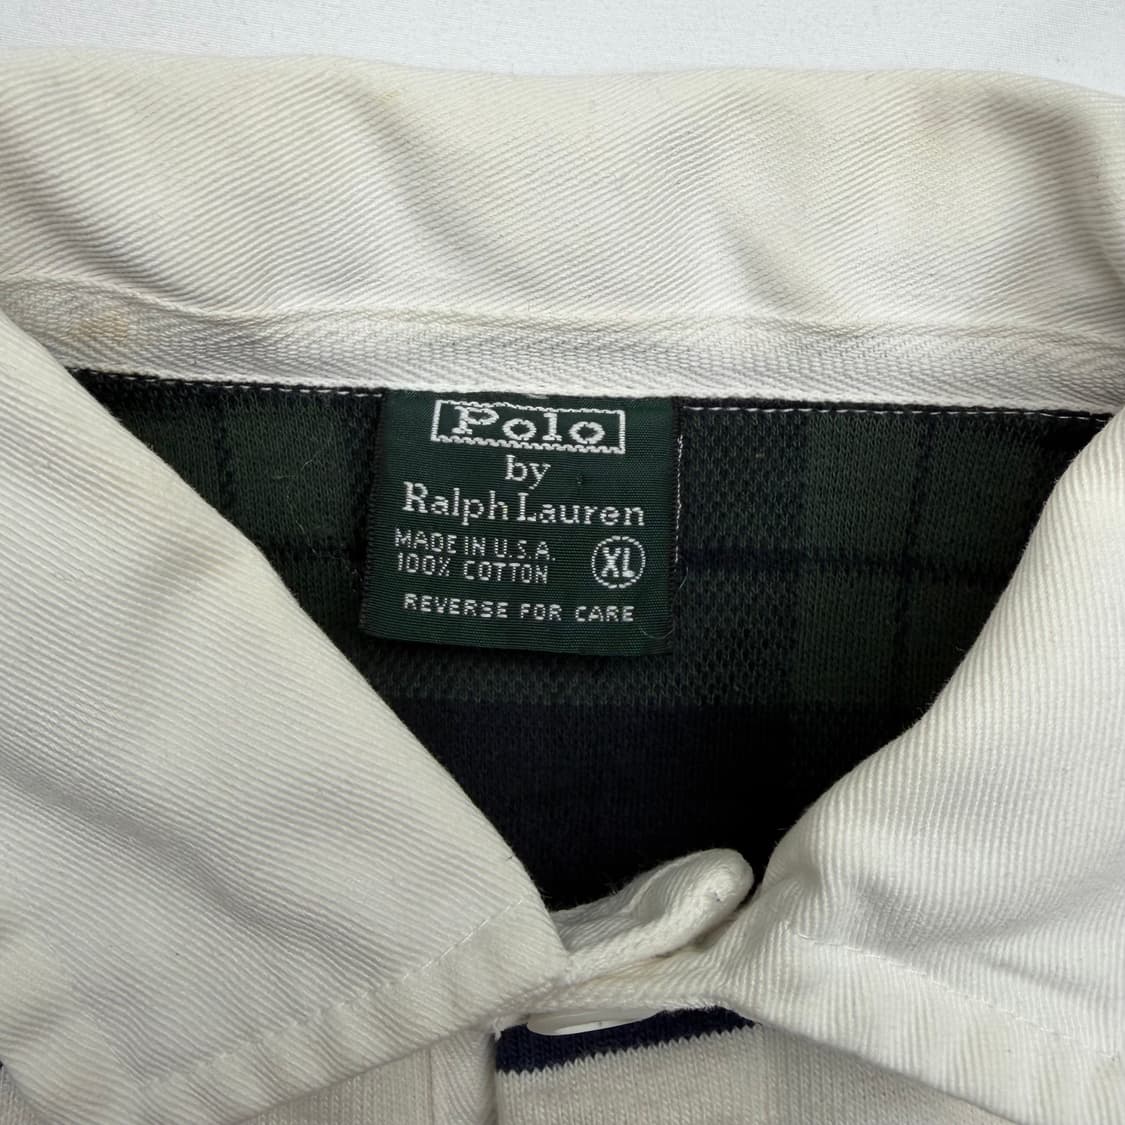 Polo
by
Ralph Lauren
MADE IN U.S.A.
100% COTTON
XL
REVERSE FOR CARE